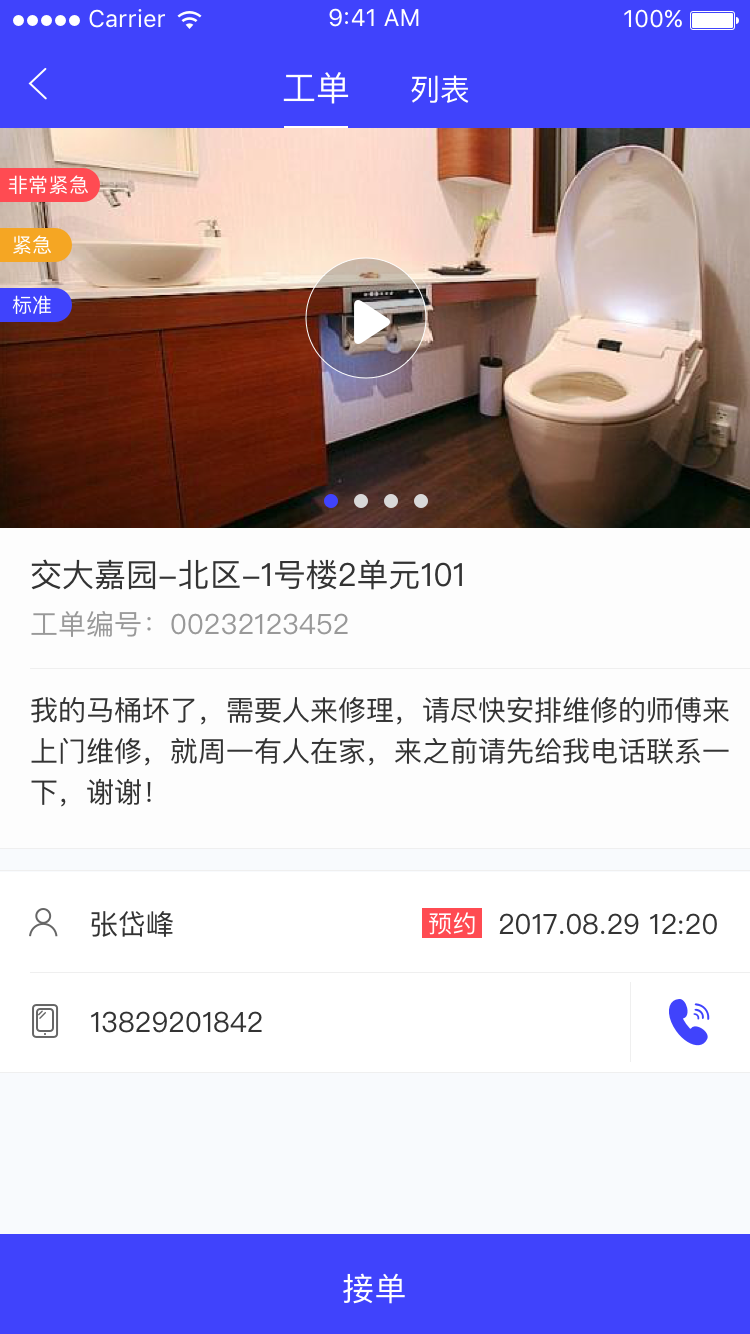 Carrier 9:41 AM 100%
工单 列表
非常紧急
紧急
标准
交大嘉园-北区-1号楼2单元101
工单编号：00232123452
我的马桶坏了，需要人来修理，请尽快安排维修的师傅来
上门维修，就周一有人在家，来之前请先给我电话联系一
下，谢谢！
张岱峰 预约 2017.08.29 12:20
13829201842
接单